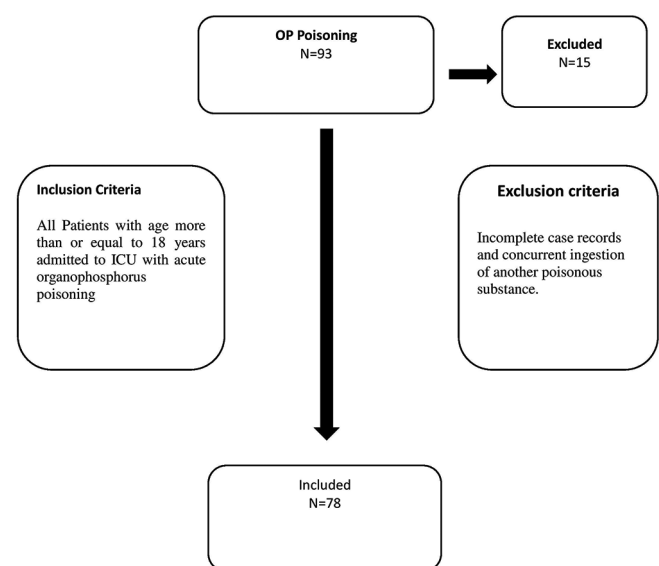 OP Poisoning
N=93
Excluded
N=15
Inclusion Criteria
All Patients with age more
than or equal to 18 years
admitted to ICU with acute
organophosphorus
poisoning
Exclusion criteria
Incomplete case records
and concurrent ingestion
of another poisonous
substance.
Included
N=78